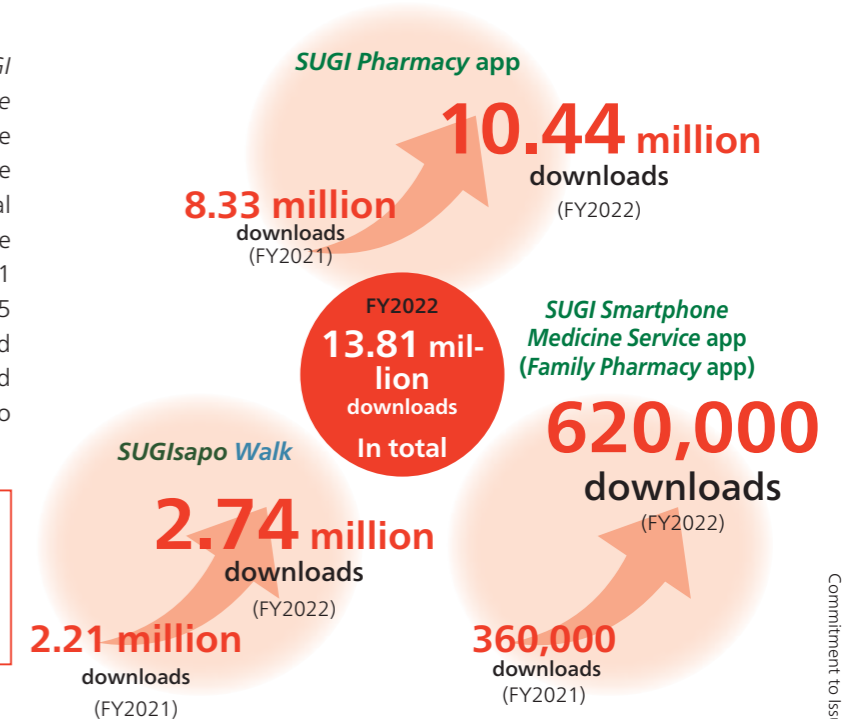 SUGI Pharmacy app
10.44 million
downloads
(FY2022)
8.33 million
downloads
(FY2021)
FY2022
13.81 mil-
lion
downloads
In total
SUGI Smartphone
Medicine Service app
(Family Pharmacy app)
620,000
downloads
(FY2022)
360,000
downloads
(FY2021)
SUGIsapo Walk
2.74 million
downloads
(FY2022)
2.21 million
downloads
(FY2021)
Commitment to